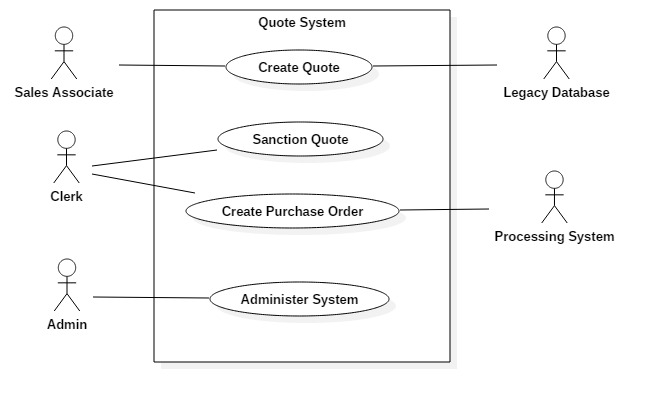 Quote System
Create Quote
Sales Associate
Legacy Database
Sanction Quote
Clerk
Create Purchase Order
Processing System
Administer System
Admin